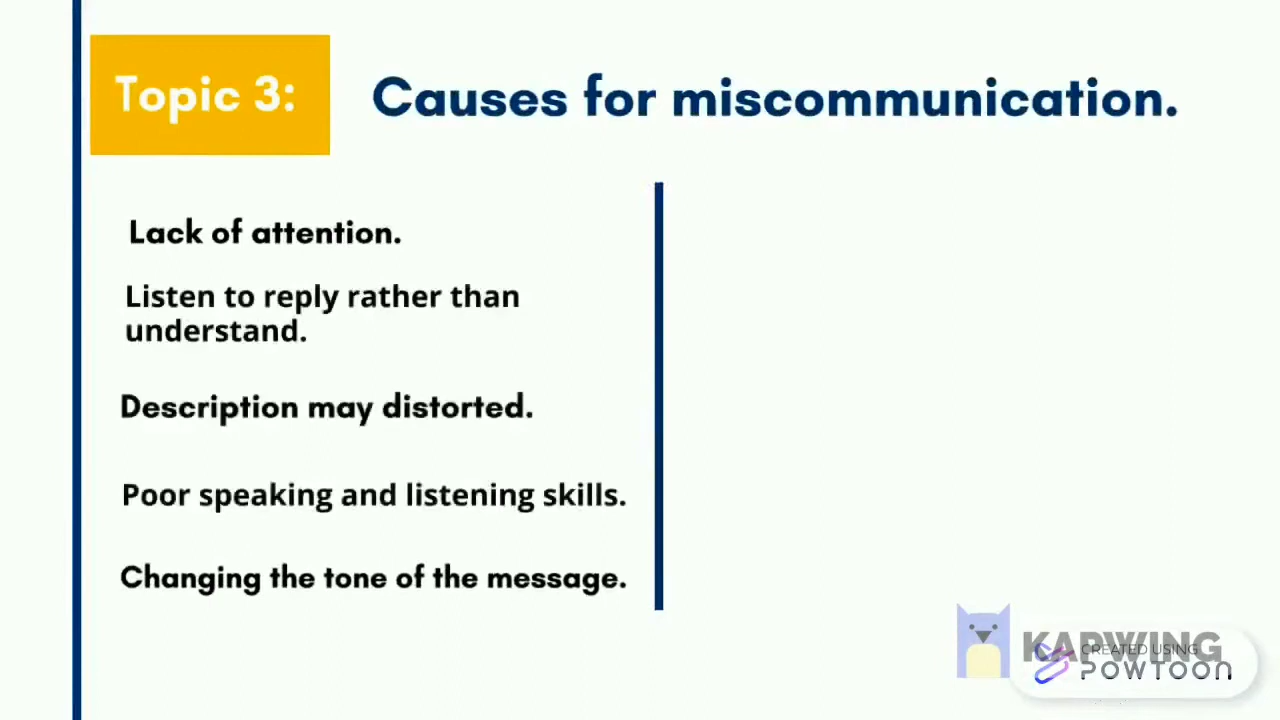 Topic 3:
Causes for miscommunication.
Lack of attention.
Listen to reply rather than
understand.
Description may distorted.
Poor speaking and listening skills.
Changing the tone of the message.
KAPWING
CREATED USING
POWTOON